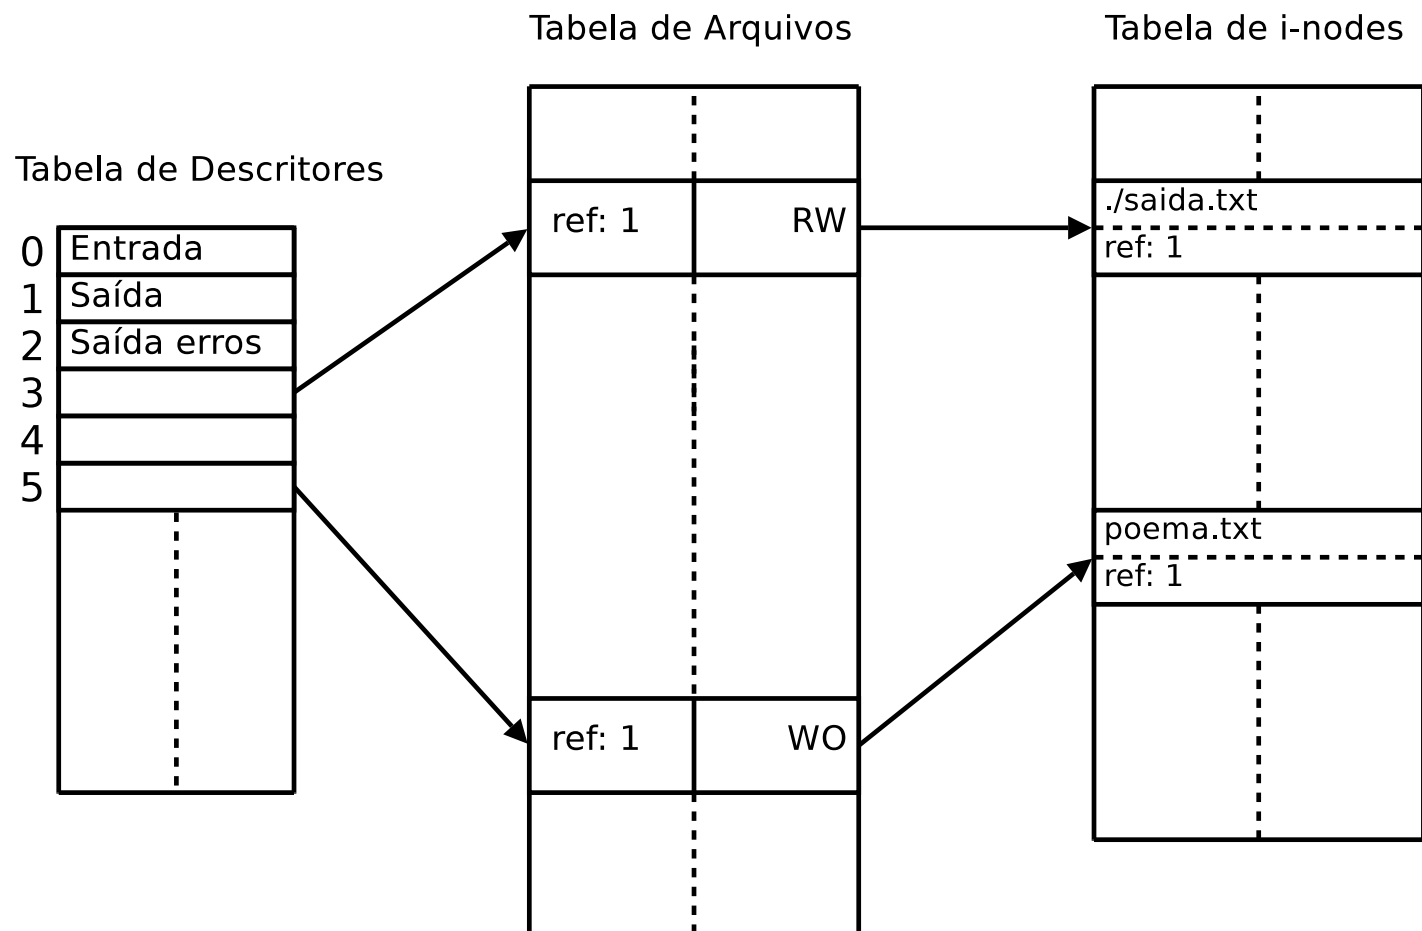 Tabela de Arquivos
Tabela de i-nodes
Tabela de Descritores
0 Entrada
1 Saída
2 Saída erros
3
4
5
ref: 1 RW
ref: 1 WO
./saida.txt
ref: 1
poema.txt
ref: 1